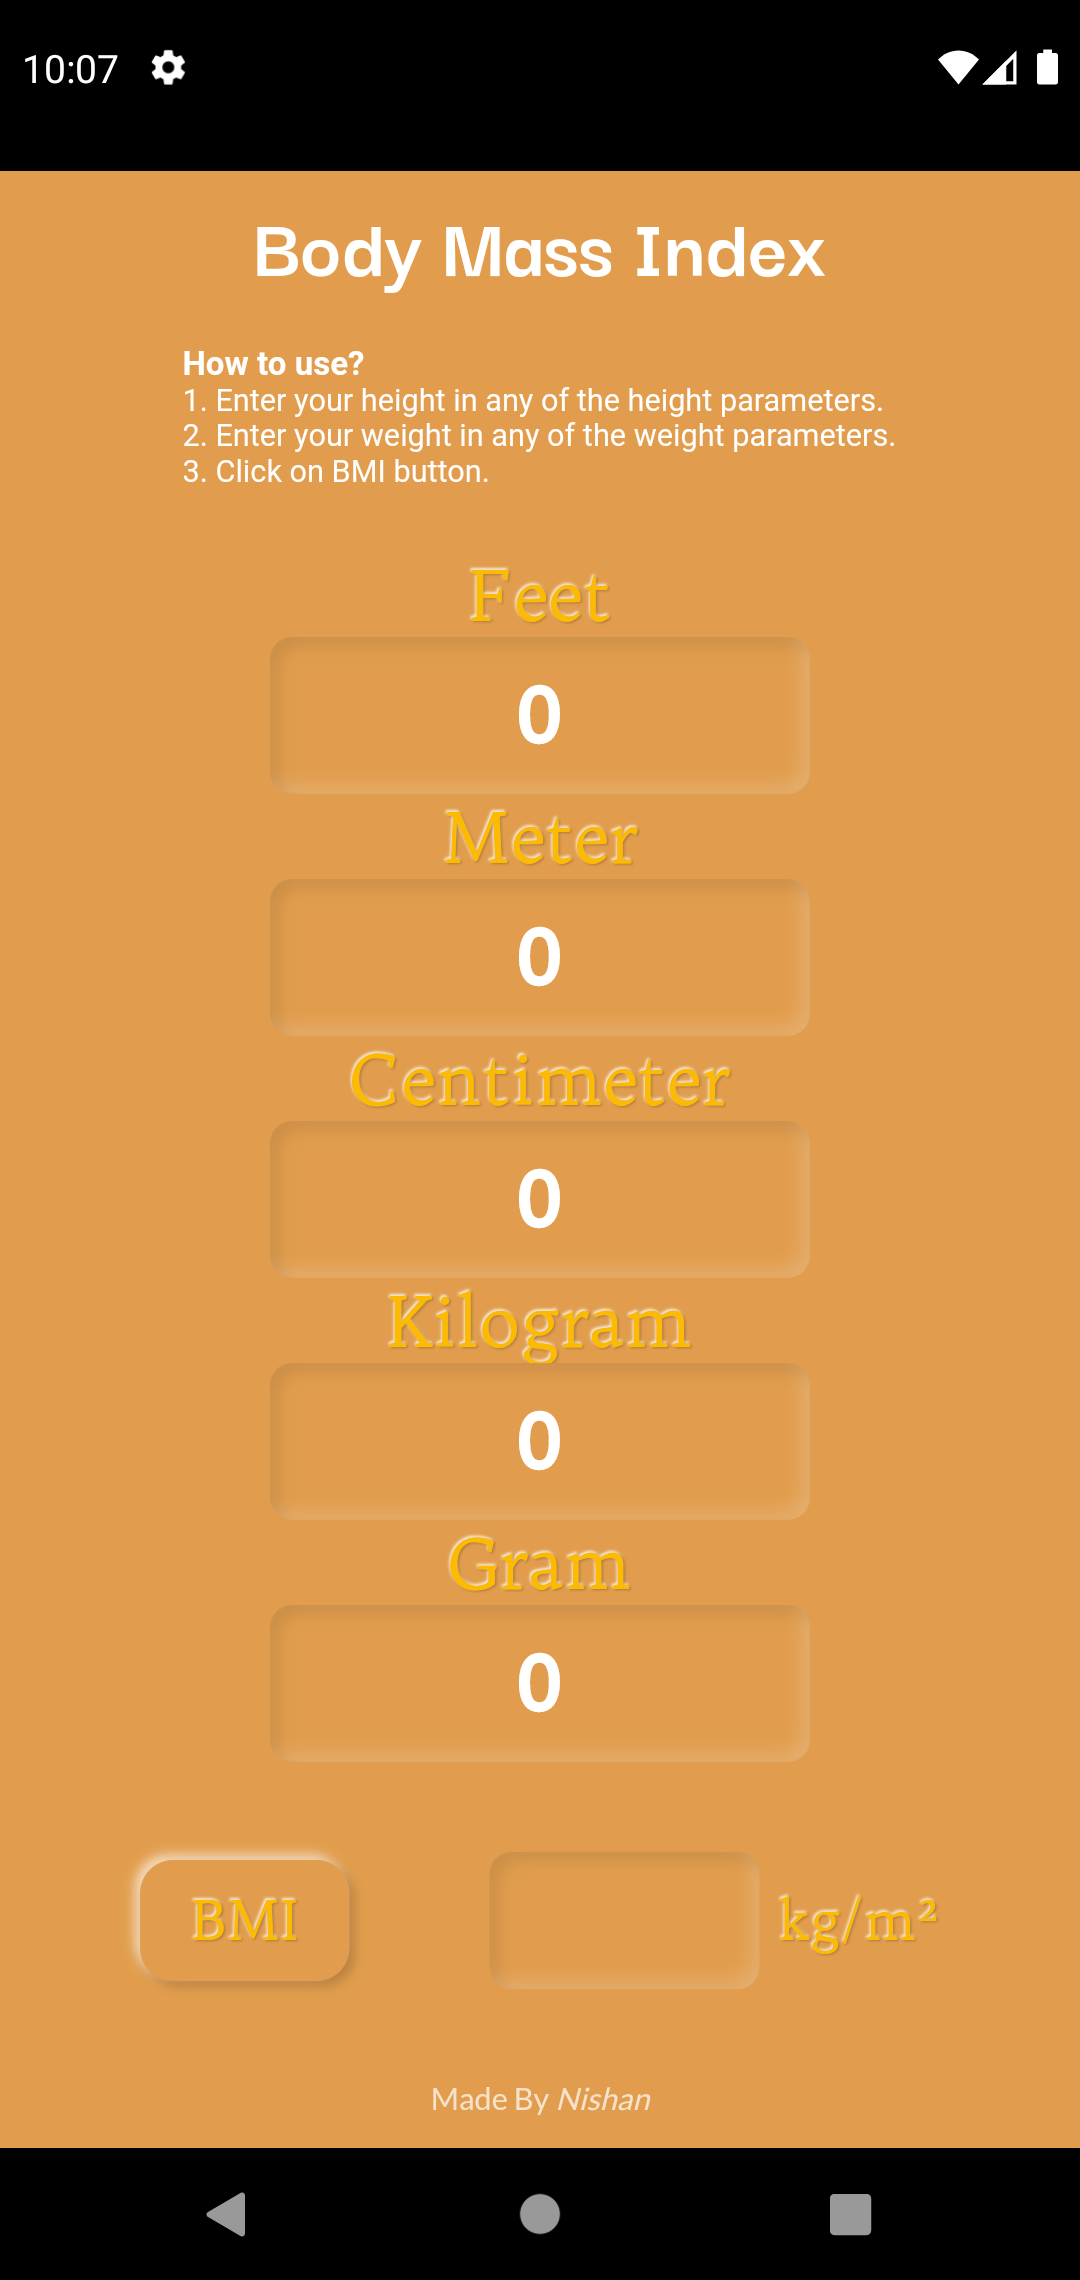 10:07
Body Mass Index
How to use?
1. Enter your height in any of the height parameters.
2. Enter your weight in any of the weight parameters.
3. Click on BMI button.
Feet
0
Meter
0
Centimeter
0
Kilogram
0
Gram
0
BMI kg/m²
Made By Nishan